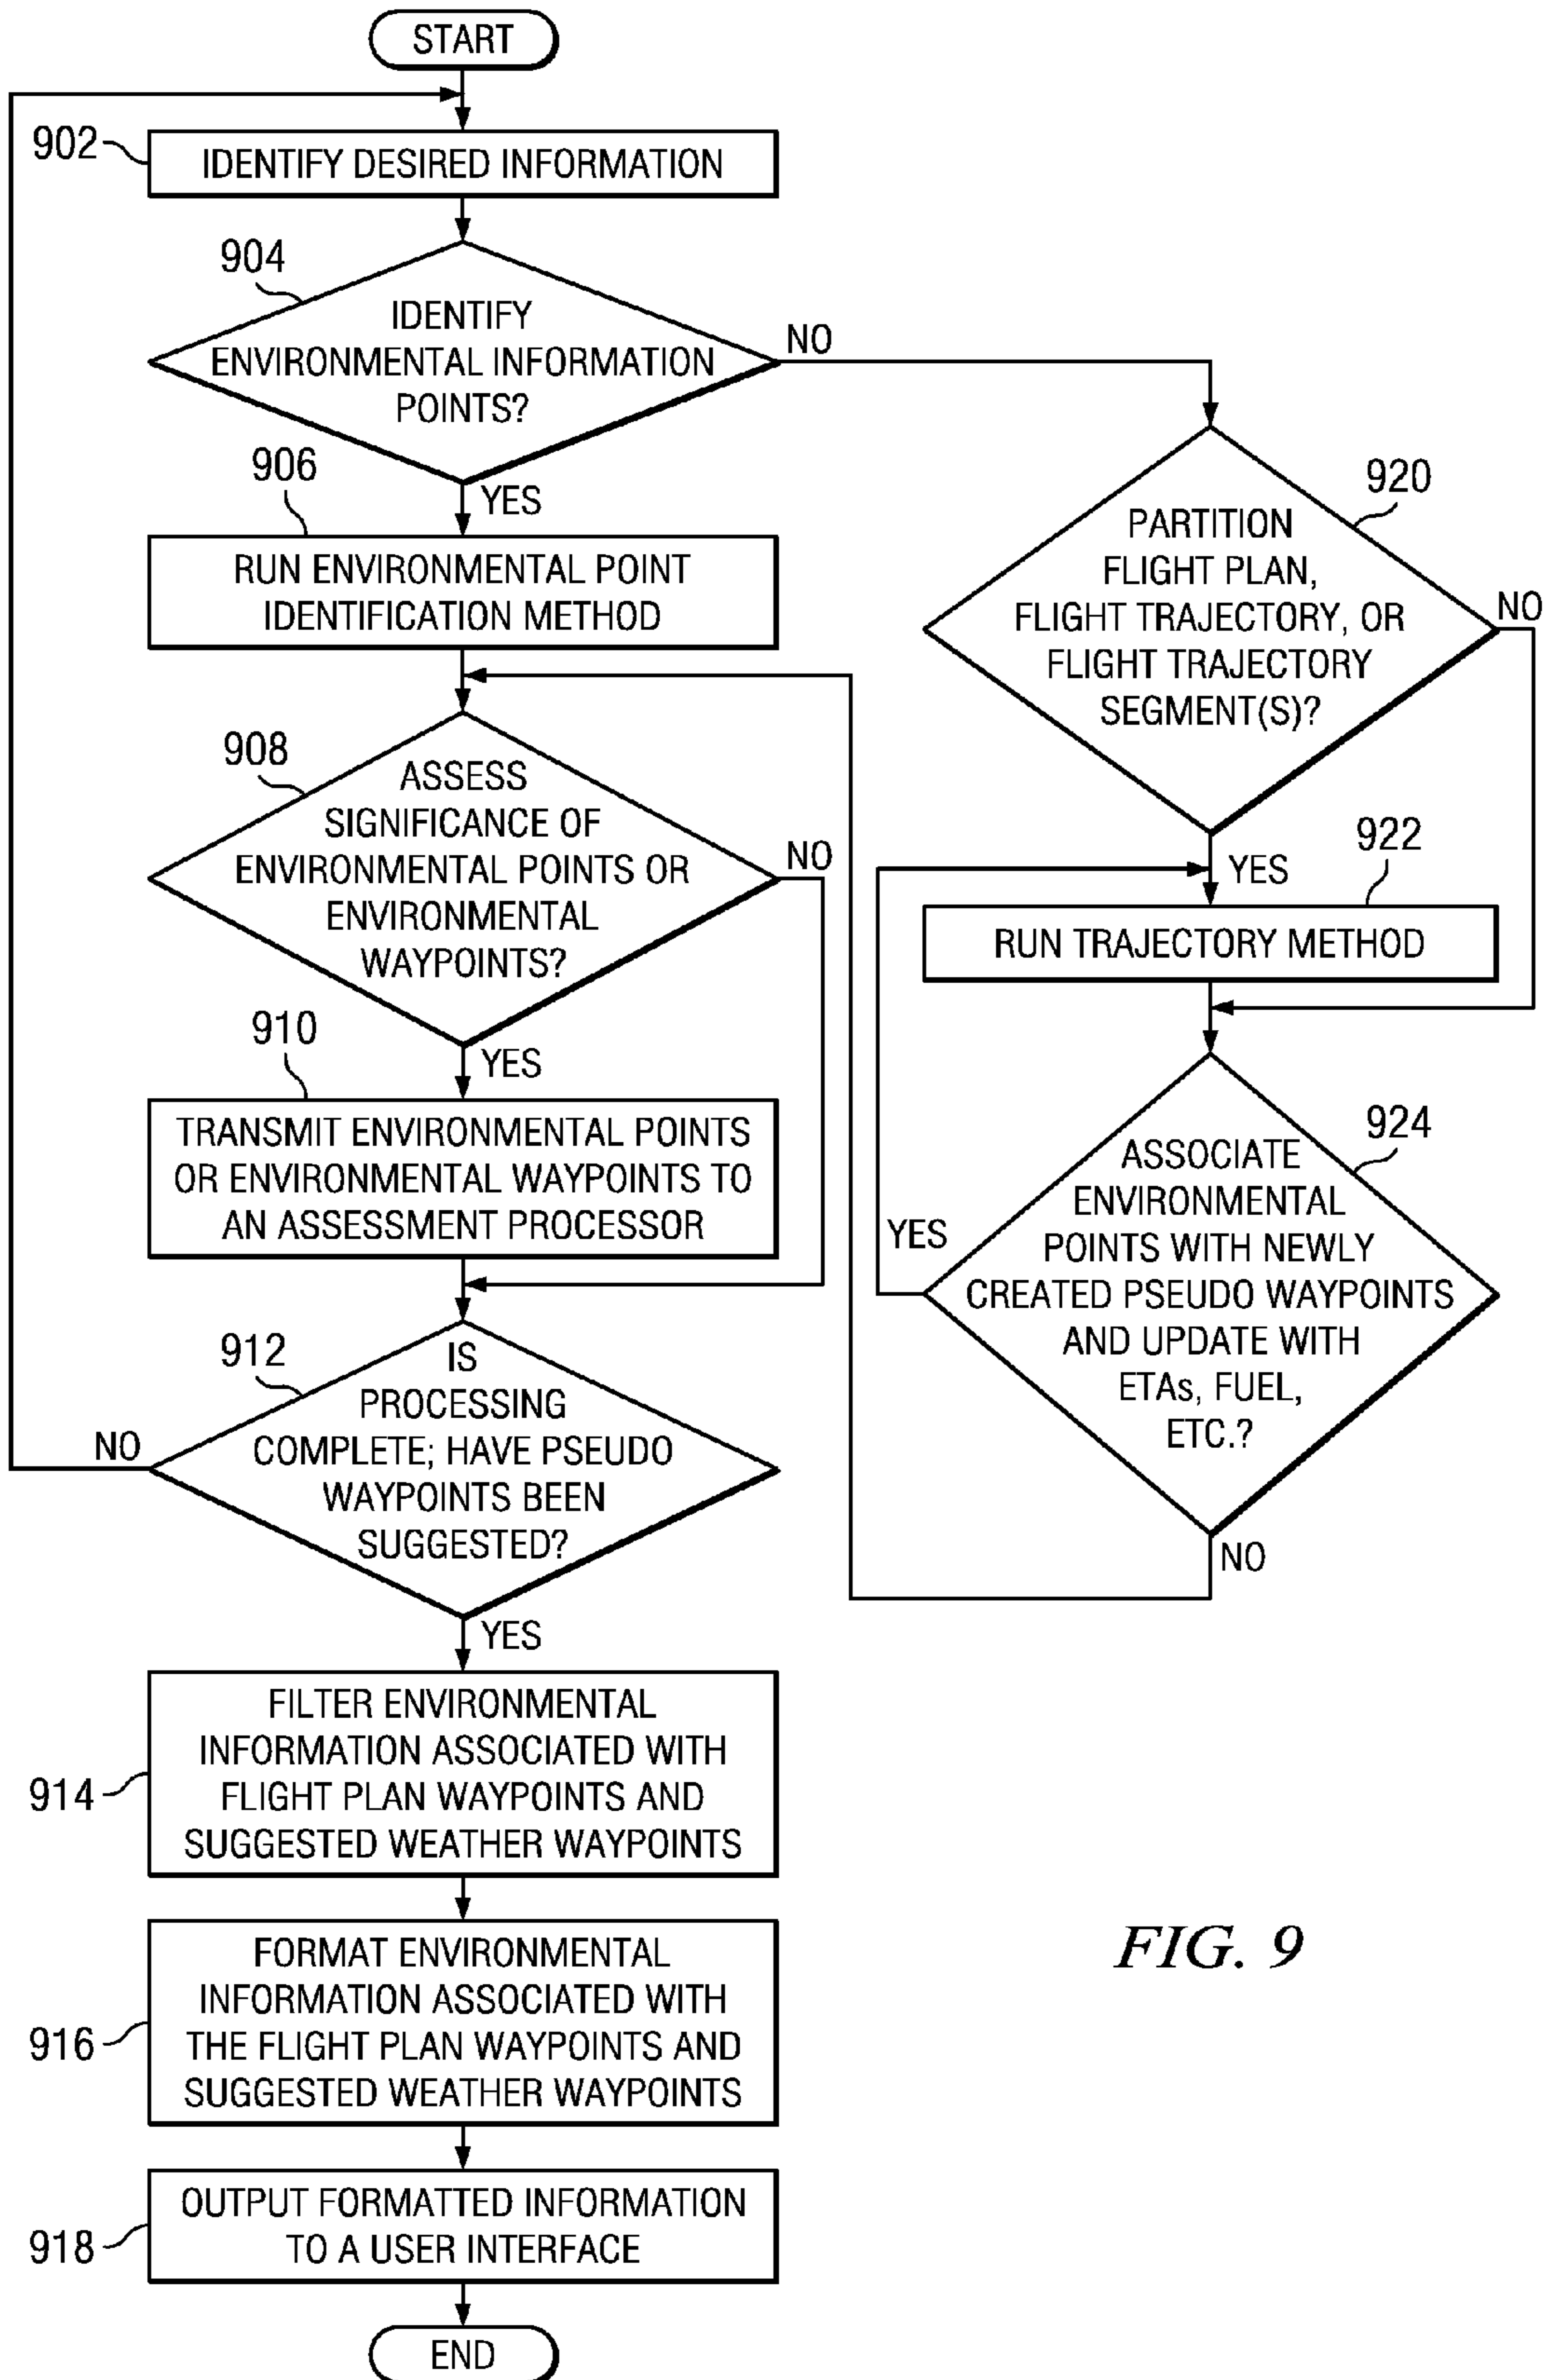 START
902
IDENTIFY DESIRED INFORMATION
904
IDENTIFY
ENVIRONMENTAL INFORMATION
POINTS?
NO
YES
906
RUN ENVIRONMENTAL POINT
IDENTIFICATION METHOD
908
ASSESS
SIGNIFICANCE OF
ENVIRONMENTAL POINTS OR
ENVIRONMENTAL
WAYPOINTS?
NO
YES
910
TRANSMIT ENVIRONMENTAL POINTS
OR ENVIRONMENTAL WAYPOINTS TO
AN ASSESSMENT PROCESSOR
912
IS
PROCESSING
COMPLETE; HAVE PSEUDO
WAYPOINTS BEEN
SUGGESTED?
NO
YES
914
FILTER ENVIRONMENTAL
INFORMATION ASSOCIATED WITH
FLIGHT PLAN WAYPOINTS AND
SUGGESTED WEATHER WAYPOINTS
916
FORMAT ENVIRONMENTAL
INFORMATION ASSOCIATED WITH
THE FLIGHT PLAN WAYPOINTS AND
SUGGESTED WEATHER WAYPOINTS
918
OUTPUT FORMATTED INFORMATION
TO A USER INTERFACE
END
920
PARTITION
FLIGHT PLAN,
FLIGHT TRAJECTORY, OR
FLIGHT TRAJECTORY
SEGMENT(S)?
NO
YES
922
RUN TRAJECTORY METHOD
924
ASSOCIATE
ENVIRONMENTAL
POINTS WITH NEWLY
CREATED PSEUDO WAYPOINTS
AND UPDATE WITH
ETAs, FUEL,
ETC.?
YES
NO
FIG. 9